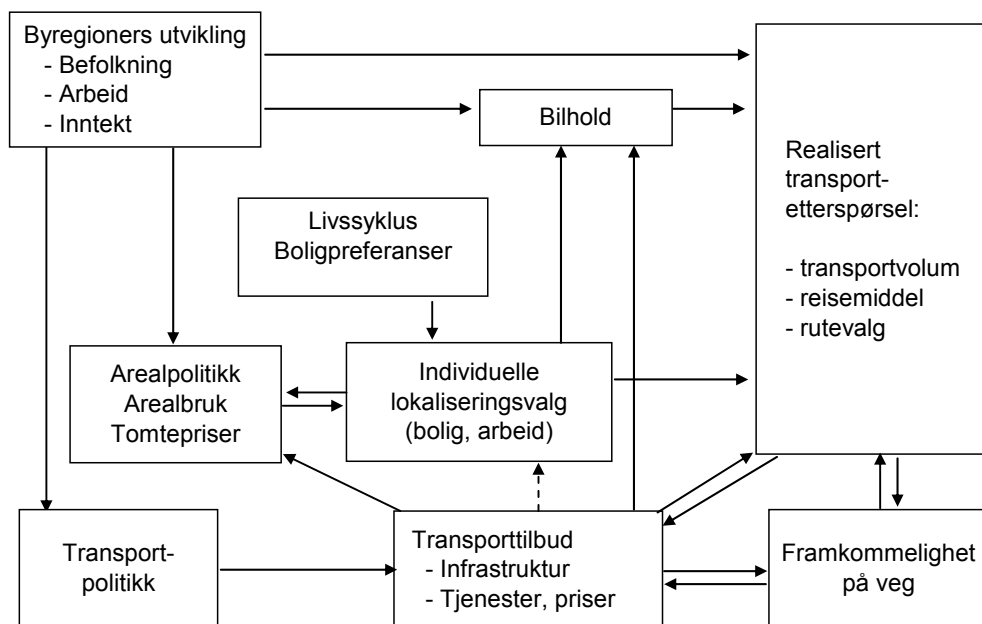 Byregioners utvikling
- Befolkning
- Arbeid
- Inntekt
Bilhold
Realisert
transport-
etterspørsel:
- transportvolum
- reisemiddel
- rutevalg
Livssyklus
Boligpreferanser
Arealpolitikk
Arealbruk
Tomtepriser
Individuelle
lokaliseringsvalg
(bolig, arbeid)
Transport-
politikk
Transporttilbud
- Infrastruktur
- Tjenester, priser
Framkommelighet
på veg